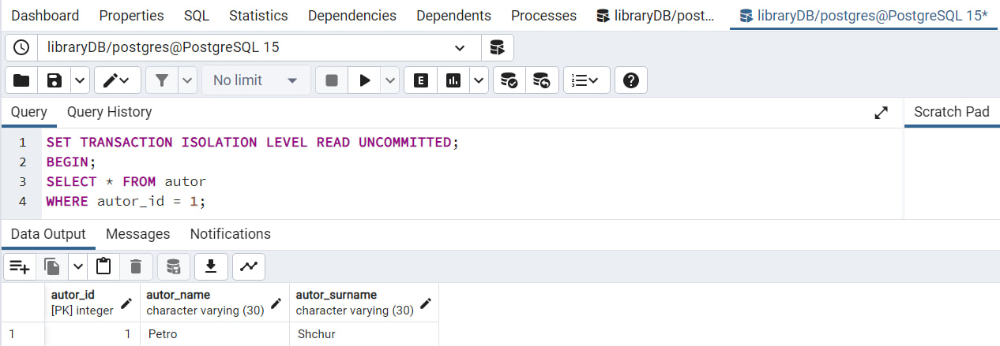 Dashboard Properties SQL Statistics Dependencies Dependents Processes libraryDB/post... libraryDB/postgres@PostgreSQL 15*
libraryDB/postgres@PostgreSQL 15
No limit
Query Query History Scratch Pad
1 SET TRANSACTION ISOLATION LEVEL READ UNCOMMITTED;
2 BEGIN;
3 SELECT * FROM autor
4 WHERE autor_id = 1;
Data Output Messages Notifications
autor_id autor_name autor_surname
[PK] integer character varying (30) character varying (30)
1 1 Petro Shchur